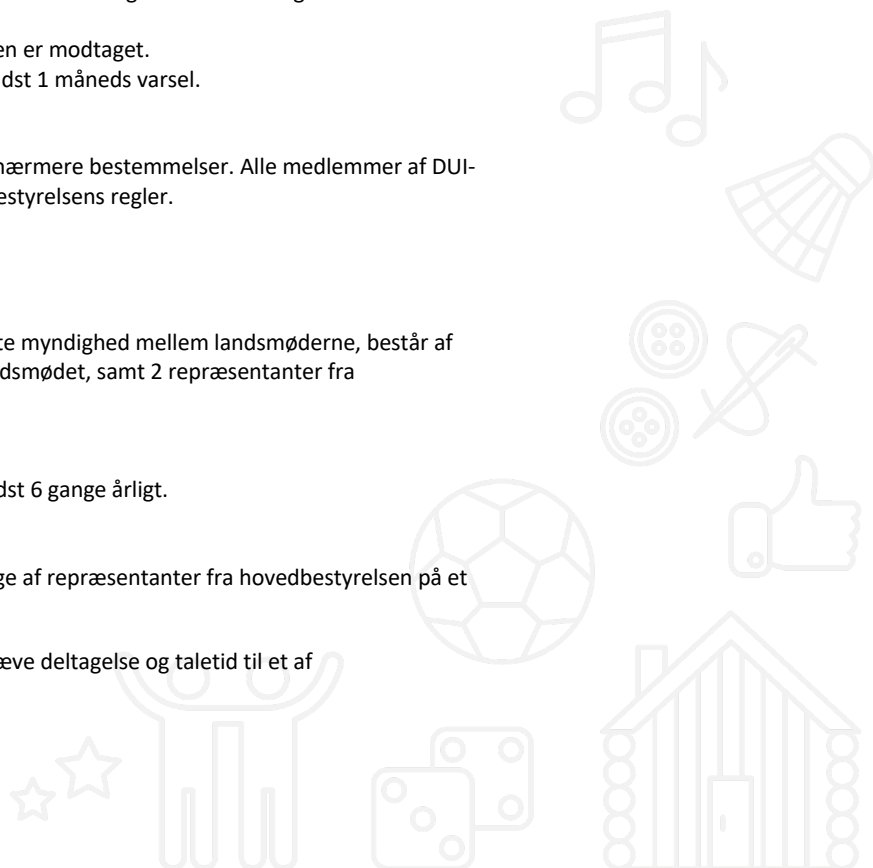 en er modtaget.
dst 1 måneds varsel.
nærmere bestemmelser. Alle medlemmer af DUI-
estyrelsens regler.
te myndighed mellem landsmøderne, består af
dsmødet, samt 2 repræsentanter fra
dst 6 gange årligt.
ge af repræsentanter fra hovedbestyrelsen på et
æve deltagelse og taletid til et af